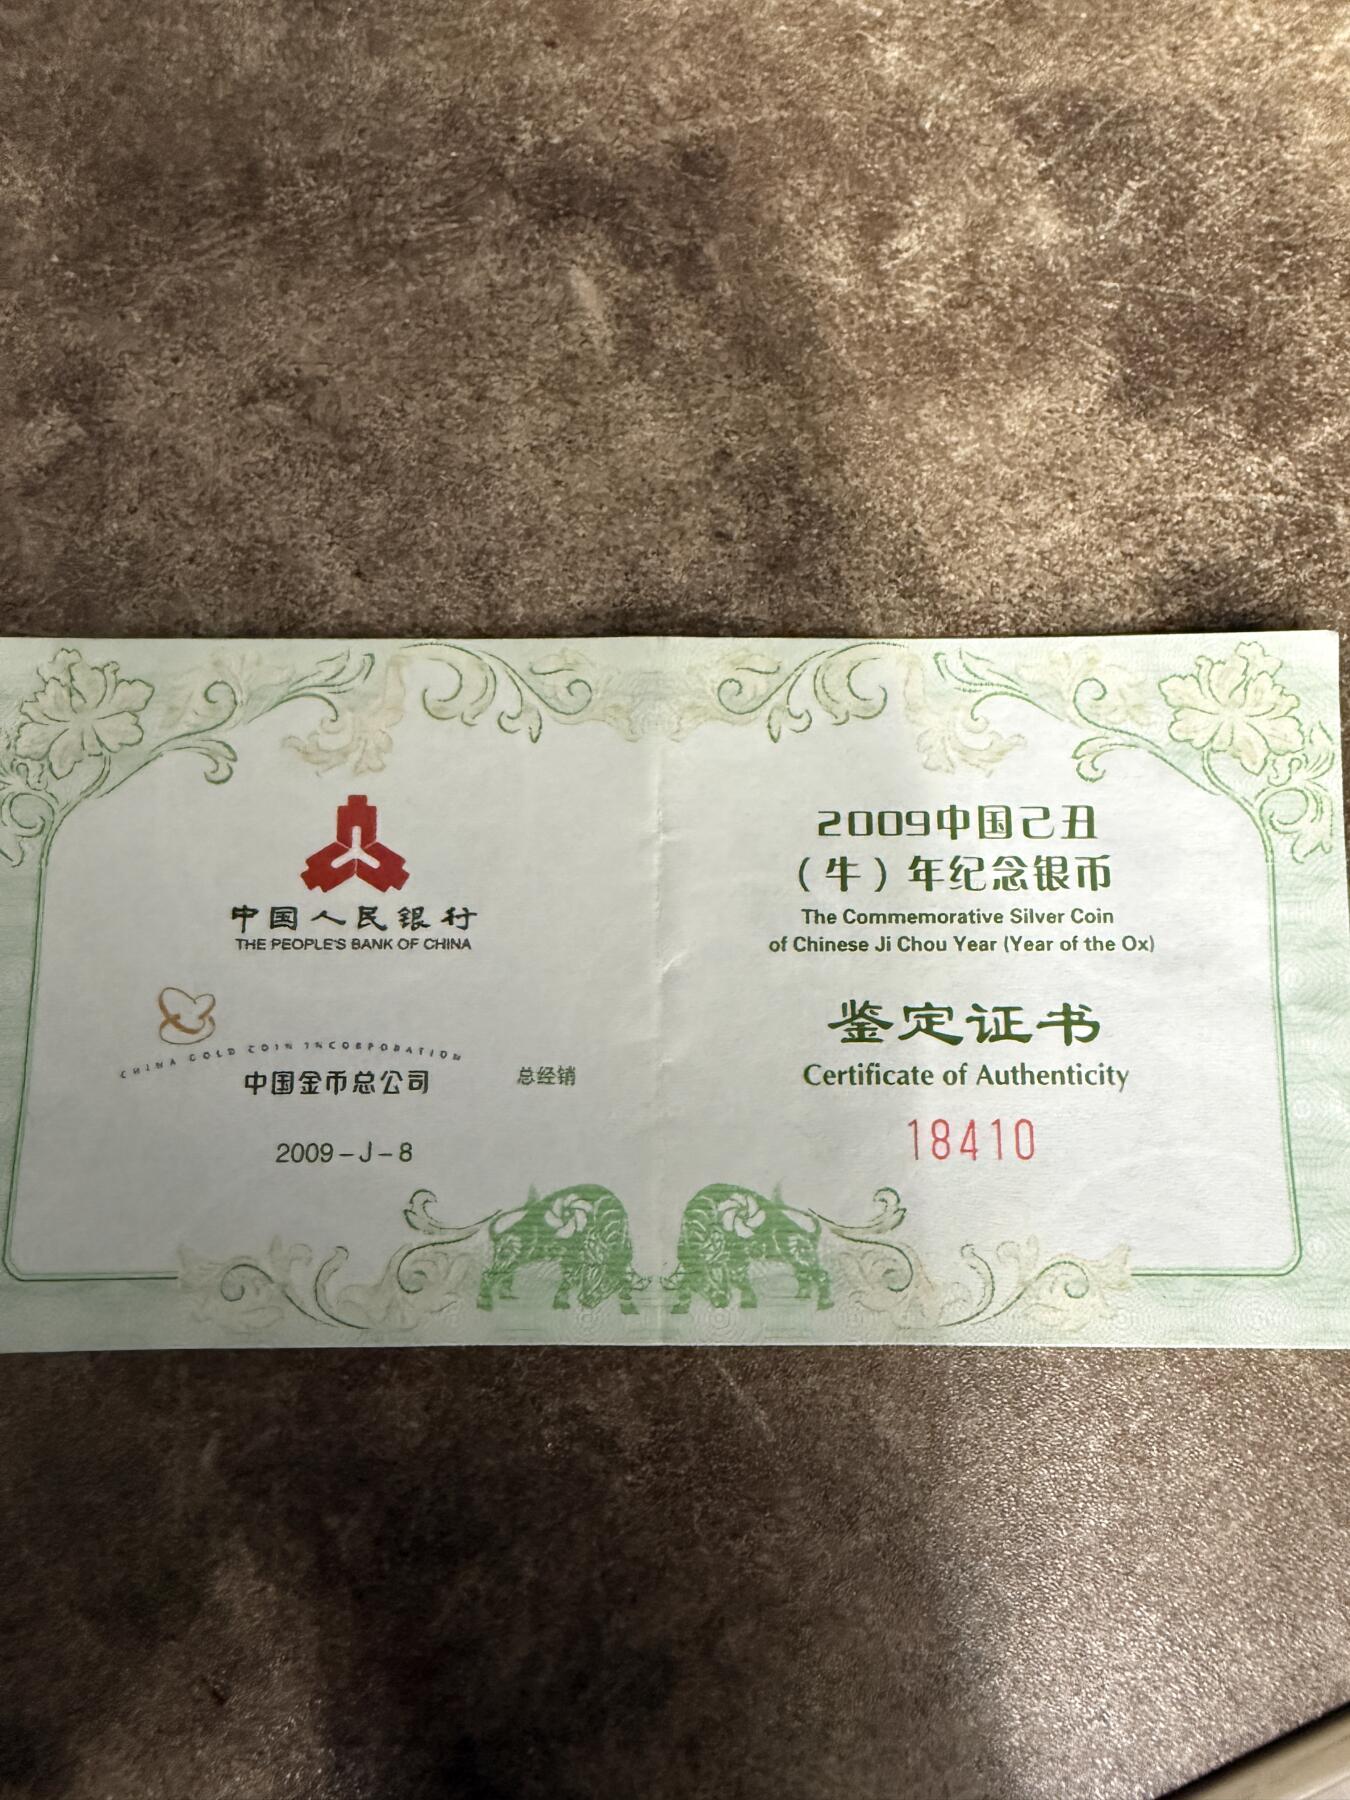 中国人民银行
THE PEOPLE'S BANK OF CHINA
CHINA GOLD COIN INCORPORATION
中国金币总公司
总经销
2009-J-8
2009中国己丑
（牛）年纪念银币
The Commemorative Silver Coin
of Chinese Ji Chou Year (Year of the Ox)
鉴定证书
Certificate of Authenticity
18410